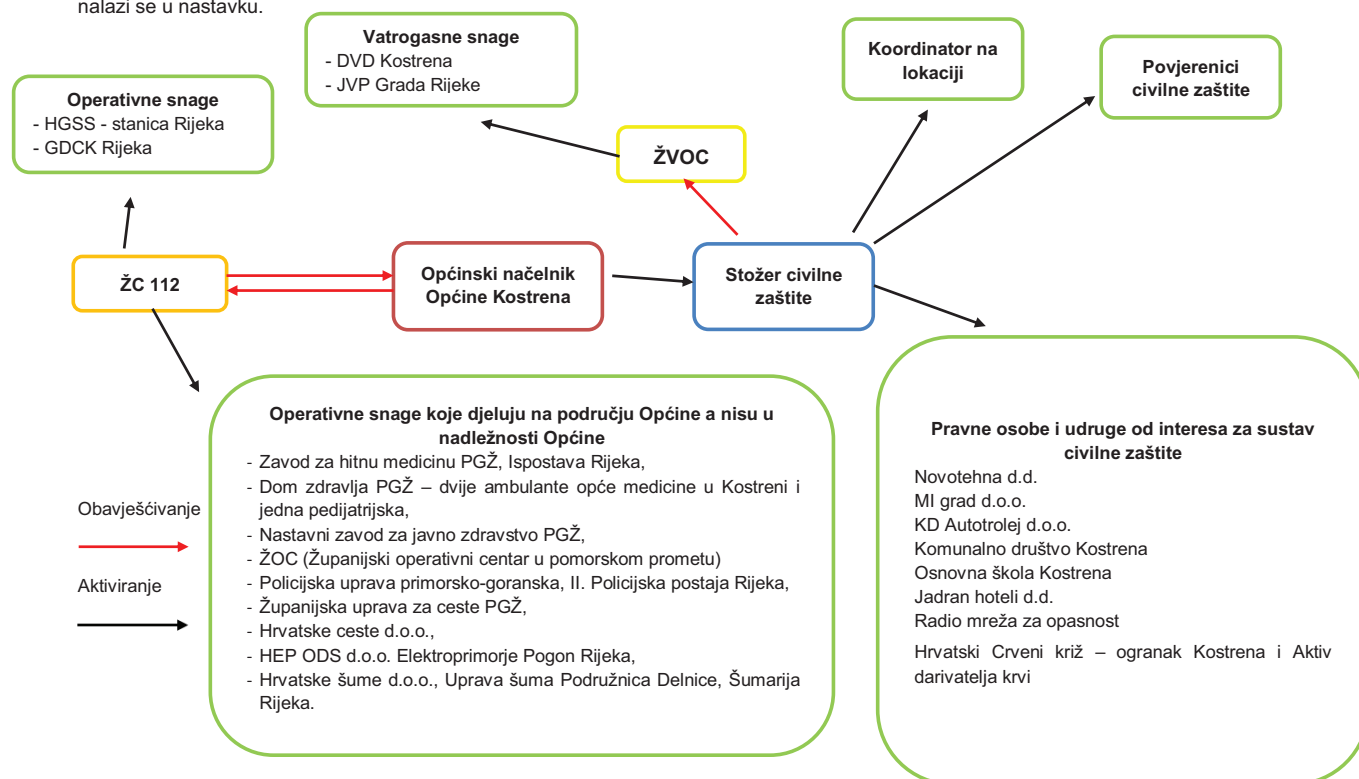 nalazi se u nastavku.
Vatrogasne snage
- DVD Kostrena
- JVP Grada Rijeke
Koordinator na
lokaciji
Povjerenici
civilne zaštite
Operativne snage
- HGSS - stanica Rijeka
- GDCK Rijeka
ŽVOC
ŽC 112
Općinski načelnik
Općine Kostrena
Stožer civilne
zaštite
Operativne snage koje djeluju na području Općine a nisu u
nadležnosti Općine
- Zavod za hitnu medicinu PGŽ, Ispostava Rijeka,
- Dom zdravlja PGŽ – dvije ambulante opće medicine u Kostreni i
jedna pedijatrijska,
- Nastavni zavod za javno zdravstvo PGŽ,
- ŽOC (Županijski operativni centar u pomorskom prometu)
- Policijska uprava primorsko-goranska, II. Policijska postaja Rijeka,
- Županijska uprava za ceste PGŽ,
- Hrvatske ceste d.o.o.,
- HEP ODS d.o.o. Elektroprimorje Pogon Rijeka,
- Hrvatske šume d.o.o., Uprava šuma Podružnica Delnice, Šumarija
Rijeka.
Pravne osobe i udruge od interesa za sustav
civilne zaštite
Novotehna d.d.
MI grad d.o.o.
KD Autotrolej d.o.o.
Komunalno društvo Kostrena
Osnovna škola Kostrena
Jadran hoteli d.d.
Radio mreža za opasnost
Hrvatski Crveni križ – ogranak Kostrena i Aktiv
darivatelja krvi
Obavješćivanje
Aktiviranje